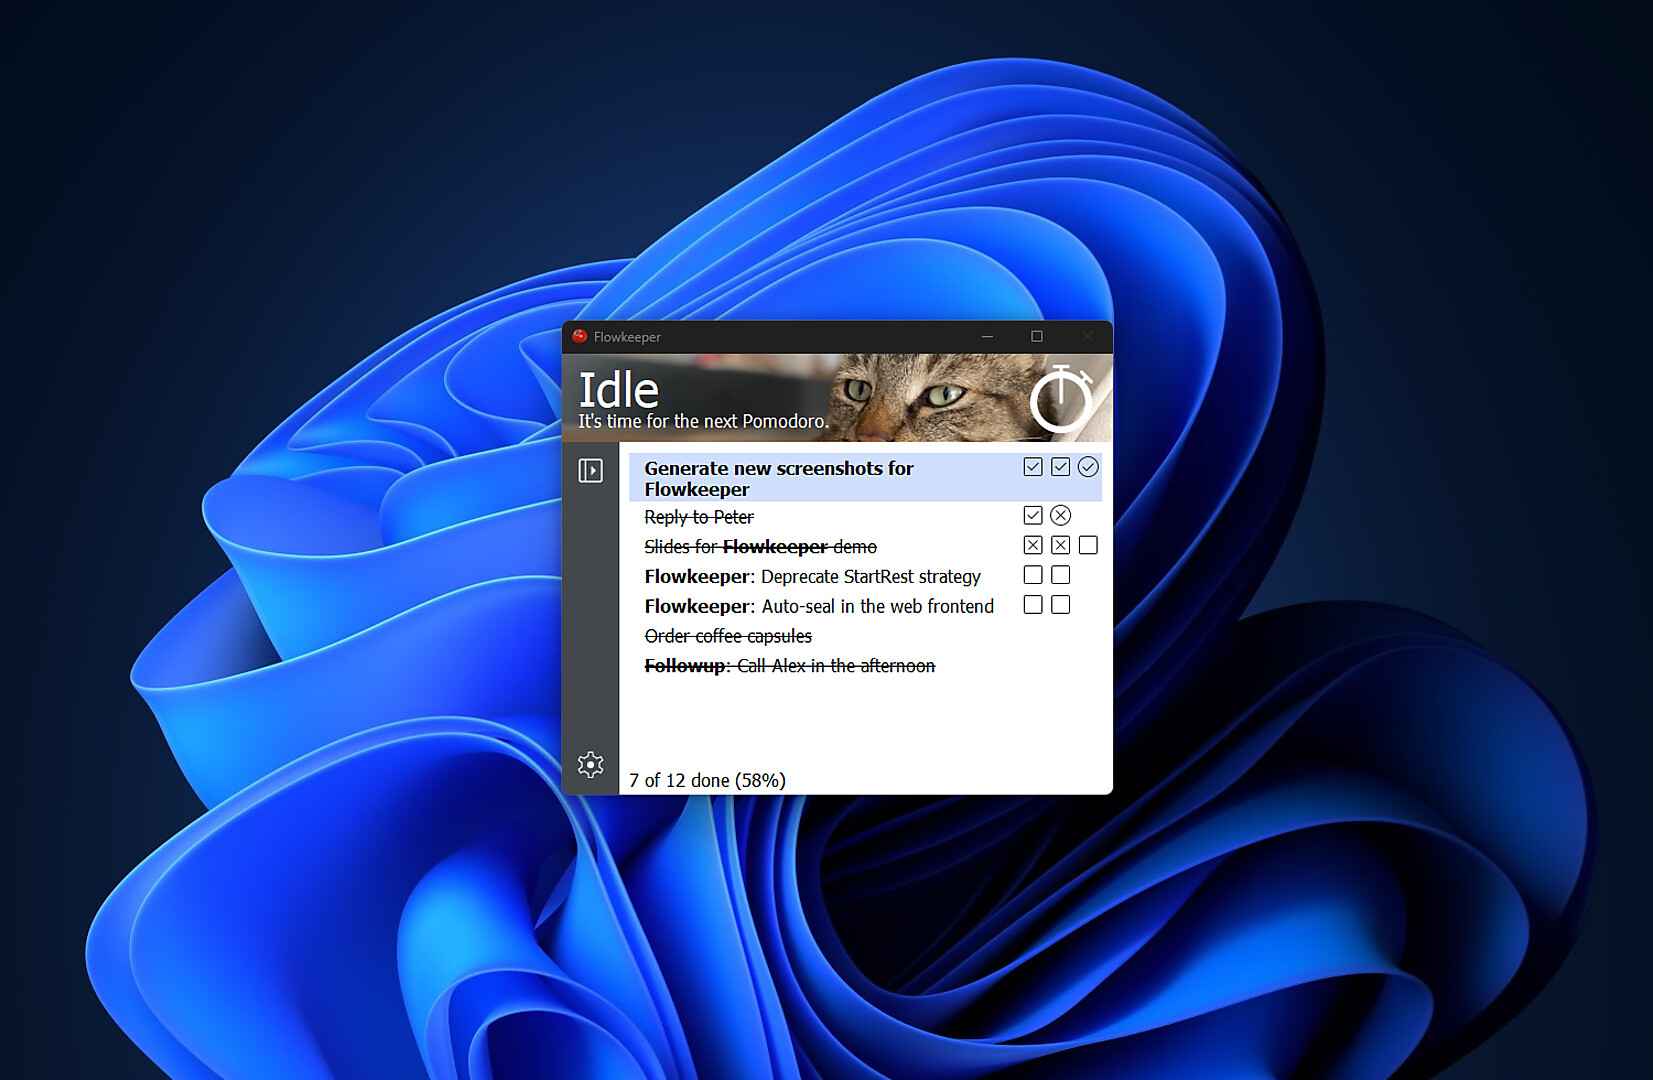 Flowkeeper
Idle
It's time for the next Pomodoro.
Generate new screenshots for
Flowkeeper
Reply to Peter
Slides for Flowkeeper demo
Flowkeeper: Deprecate StartRest strategy
Flowkeeper: Auto-seal in the web frontend
Order coffee capsules
Followup: Call Alex in the afternoon
7 of 12 done (58%)